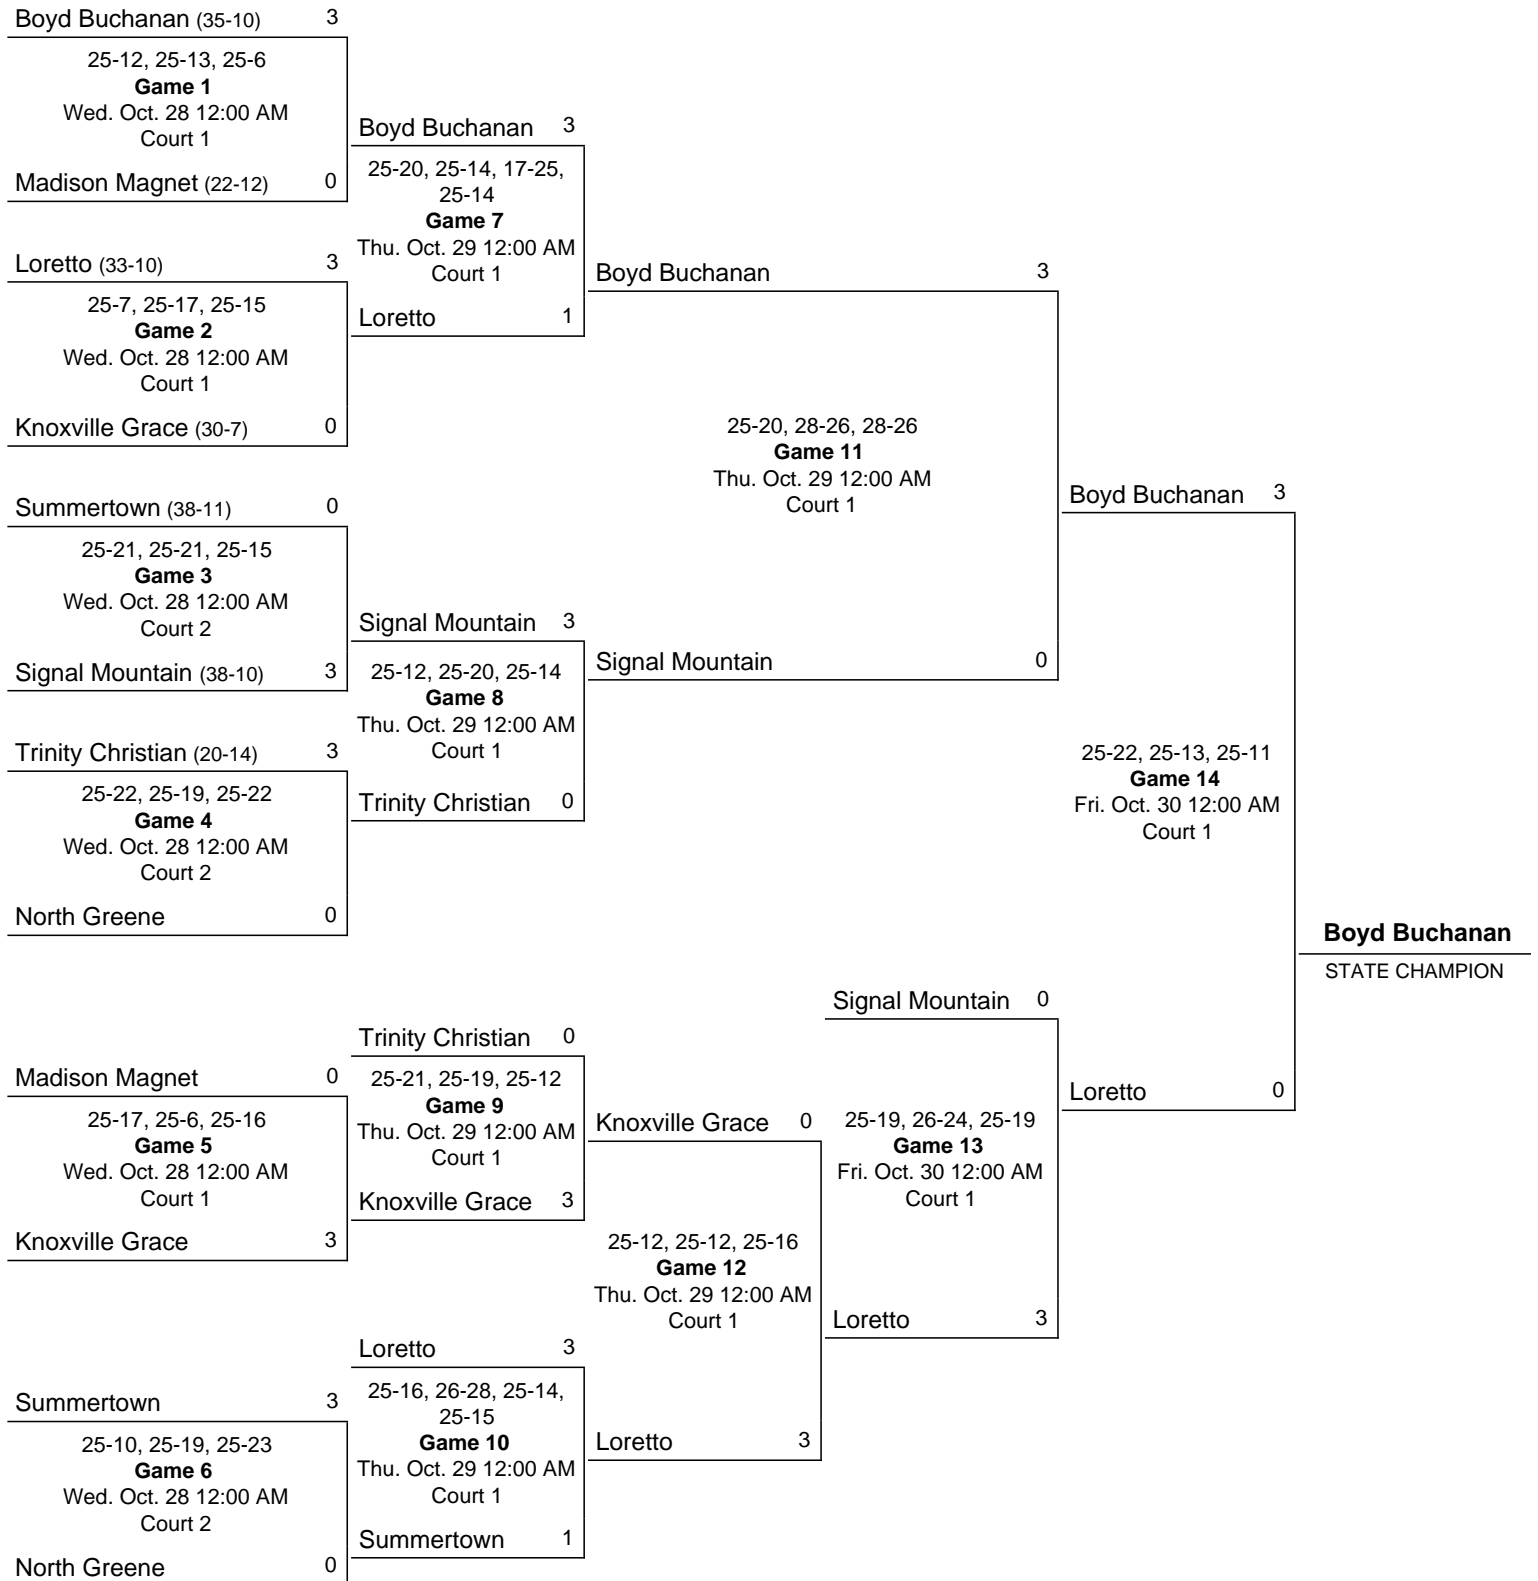 Boyd Buchanan (35-10) 3
25-12, 25-13, 25-6
Game 1
Wed. Oct. 28 12:00 AM
Court 1
Madison Magnet (22-12) 0
Loretto (33-10) 3
25-7, 25-17, 25-15
Game 2
Wed. Oct. 28 12:00 AM
Court 1
Knoxville Grace (30-7) 0
Summertown (38-11) 0
25-21, 25-21, 25-15
Game 3
Wed. Oct. 28 12:00 AM
Court 2
Signal Mountain (38-10) 3
Trinity Christian (20-14) 3
25-22, 25-19, 25-22
Game 4
Wed. Oct. 28 12:00 AM
Court 2
North Greene 0
Madison Magnet 0
25-17, 25-6, 25-16
Game 5
Wed. Oct. 28 12:00 AM
Court 1
Knoxville Grace 3
Summertown 3
25-10, 25-19, 25-23
Game 6
Wed. Oct. 28 12:00 AM
Court 2
North Greene 0
Boyd Buchanan 3
25-20, 25-14, 17-25,
25-14
Game 7
Thu. Oct. 29 12:00 AM
Court 1
Loretto 1
Signal Mountain 3
25-12, 25-20, 25-14
Game 8
Thu. Oct. 29 12:00 AM
Court 1
Trinity Christian 0
Trinity Christian 0
25-21, 25-19, 25-12
Game 9
Thu. Oct. 29 12:00 AM
Court 1
Knoxville Grace 3
Loretto 3
25-16, 26-28, 25-14,
25-15
Game 10
Thu. Oct. 29 12:00 AM
Court 1
Summertown 1
Boyd Buchanan 3
25-20, 28-26, 28-26
Game 11
Thu. Oct. 29 12:00 AM
Court 1
Signal Mountain 0
Knoxville Grace 0
25-12, 25-12, 25-16
Game 12
Thu. Oct. 29 12:00 AM
Court 1
Loretto 3
Signal Mountain 0
25-19, 26-24, 25-19
Game 13
Fri. Oct. 30 12:00 AM
Court 1
Loretto 3
Boyd Buchanan 3
25-22, 25-13, 25-11
Game 14
Fri. Oct. 30 12:00 AM
Court 1
Loretto 0
Boyd Buchanan
STATE CHAMPION